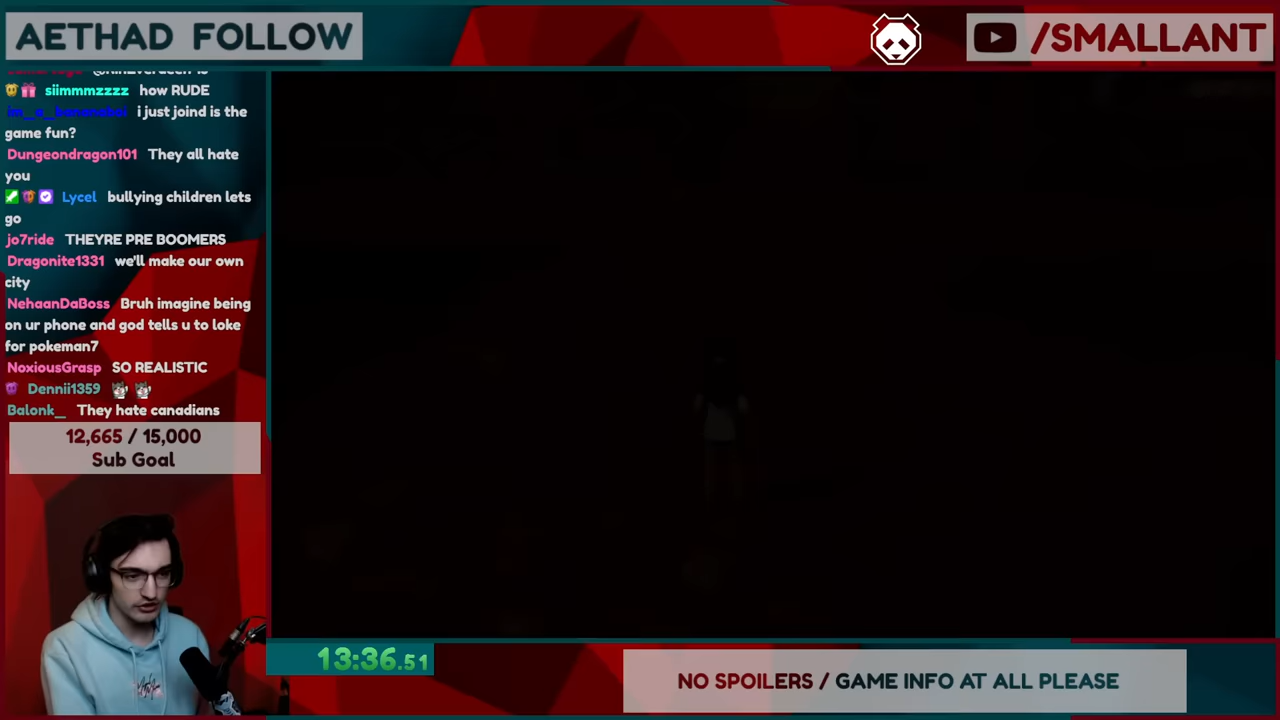 AETHAD FOLLOW
/SMALLANT
siimmmzzzz how RUDE
i just joind is the
game fun?
Dungeondragon101 They all hate
you
Lycel bullying children lets
go
jo7ride THEYRE PRE BOOMERS
Dragonite1331 we'll make our own
city
NehaanDaBoss Bruh imagine being
on ur phone and god tells u to loke
for pokeman7
NoxiousGrasp SO REALISTIC
Dennii1359
Balonk_ They hate canadians
12,665 / 15,000
Sub Goal
13:36.51
NO SPOILERS / GAME INFO AT ALL PLEASE